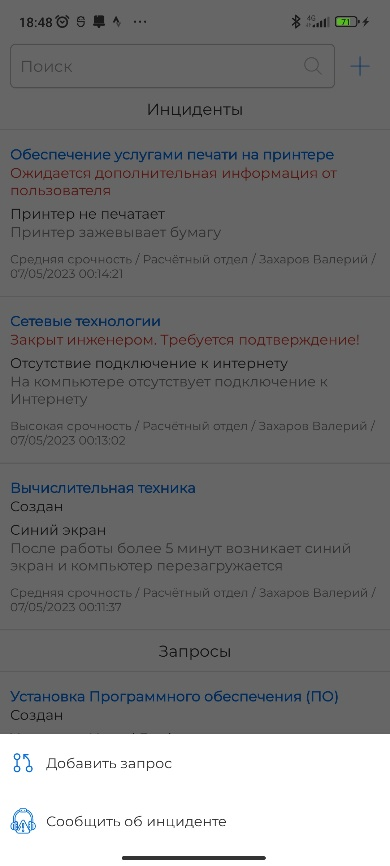 18:48
4G
71
Поиск
Инциденты
Обеспечение услугами печати на принтере
Ожидается дополнительная информация от
пользователя
Принтер не печатает
Принтер зажевывает бумагу
Средняя срочность / Расчётный отдел / Захаров Валерий /
07/05/2023 00:14:21
Сетевые технологии
Закрыт инженером. Требуется подтверждение!
Отсутствие подключение к интернету
На компьютере отсутствует подключение к
Интернету
Высокая срочность / Расчётный отдел / Захаров Валерий /
07/05/2023 00:13:02
Вычислительная техника
Создан
Синий экран
После работы более 5 минут возникает синий
экран и компьютер перезагружается
Средняя срочность / Расчётный отдел / Захаров Валерий /
07/05/2023 00:11:37
Запросы
Установка Программного обеспечения (ПО)
Создан
Добавить запрос
Сообщить об инциденте